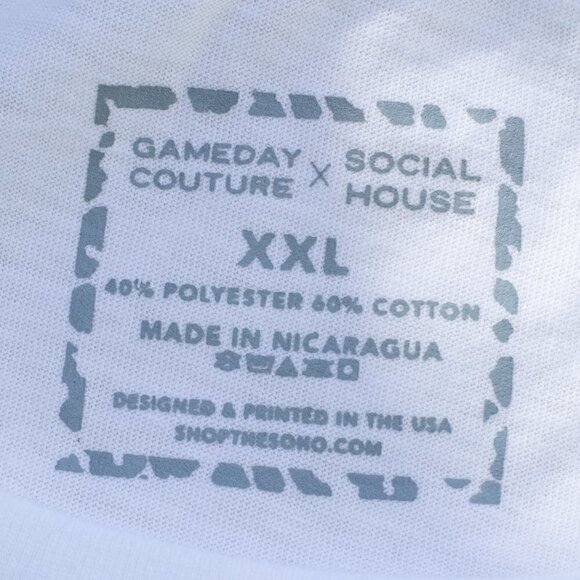 GAMEDAY COUTURE X SOCIAL HOUSE
XXL
40% POLYESTER 60% COTTON
MADE IN NICARAGUA
DESIGNED & PRINTED IN THE USA
SHOPTHESOHO.COM